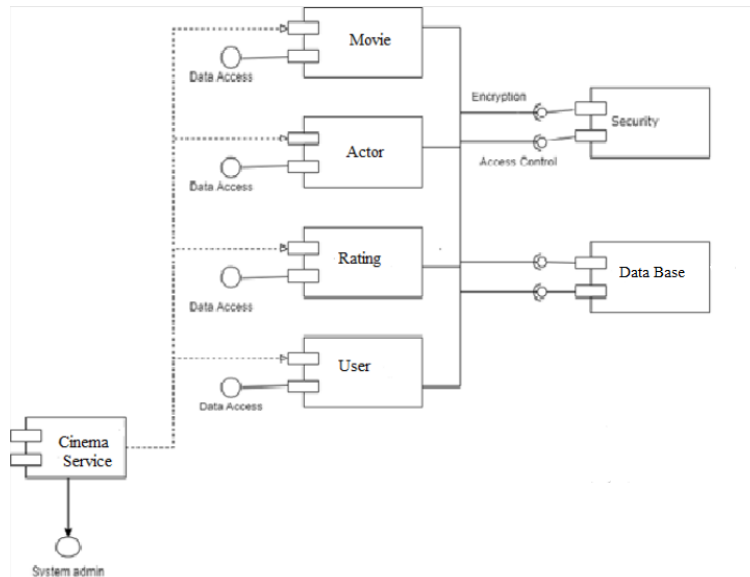 Movie
Data Access
Encryption
Security
Actor
Access Control
Data Access
Rating
Data Base
Data Access
User
Data Access
Cinema
Service
System admin